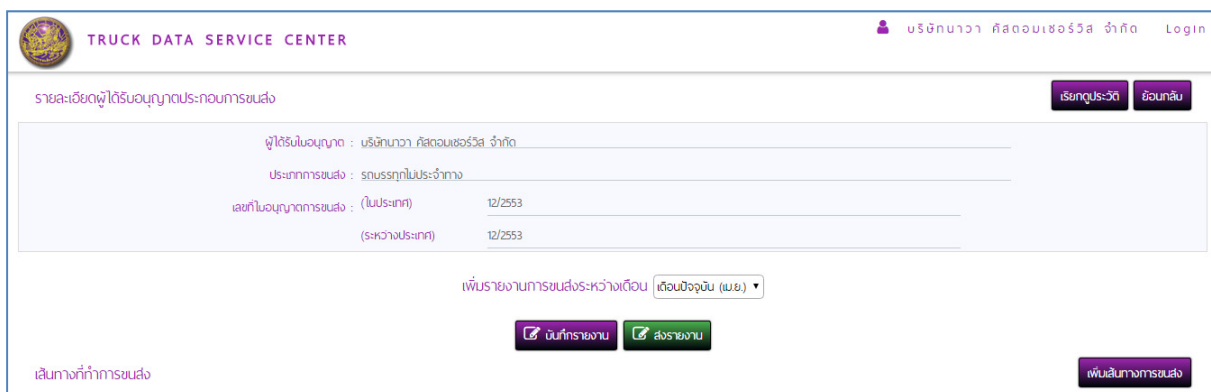 TRUCK DATA SERVICE CENTER
บริษัทนาวา คัสตอมเซอร์วิส จำกัด Login
รายละเอียดผู้ได้รับอนุญาตประกอบการขนส่ง
เรียกดูประวัติ ย้อนกลับ
ผู้ได้รับใบอนุญาต : บริษัทนาวา คัสตอมเซอร์วิส จำกัด
ประเภทการขนส่ง : รถบรรทุกไม่ประจำทาง
เลขที่ใบอนุญาตการขนส่ง : (ในประเทศ) 12/2553
(ระหว่างประเทศ) 12/2553
เพิ่มรายงานการขนส่งระหว่างเดือน เดือนปัจจุบัน (เม.ย.)
บันทึกรายงาน ส่งรายงาน
เส้นทางที่ทำการขนส่ง
เพิ่มเส้นทางการขนส่ง